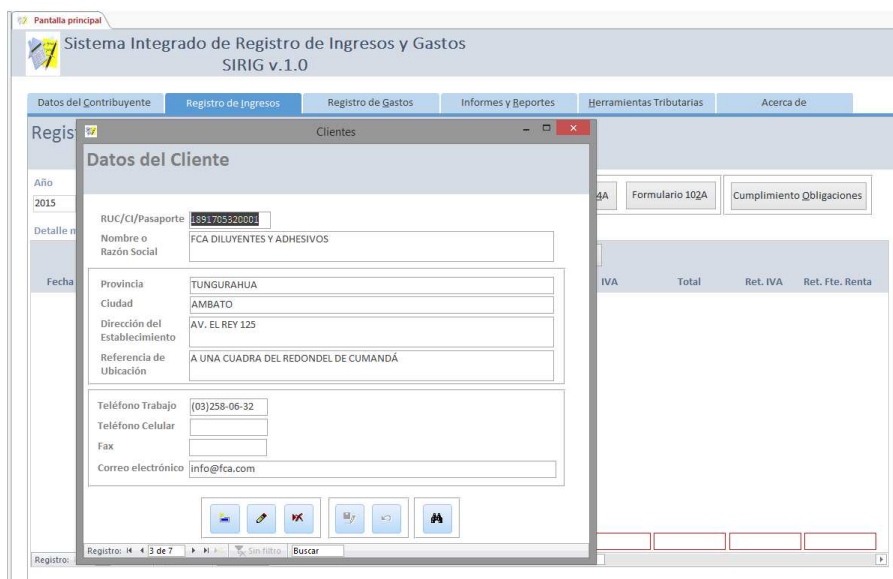 Pantalla principal
Sistema Integrado de Registro de Ingresos y Gastos
SIRIG v.1.0
Datos del Contribuyente Registro de Ingresos Registro de Gastos Informes y Reportes Herramientas Tributarias Acerca de
Regis
Clientes
Datos del Cliente
Año
2015
4A Formulario 102A Cumplimiento Obligaciones
RUC/CI/Pasaporte 1891705320001
Detalle m
Nombre o
Razón Social
FCA DILUYENTES Y ADHESIVOS
Fecha
IVA Total Ret. IVA Ret. Fte. Renta
Provincia TUNGURAHUA
Ciudad AMBATO
Dirección del
Establecimiento
AV. EL REY 125
Referencia de
Ubicación
A UNA CUADRA DEL REDONDEL DE CUMANDÁ
Teléfono Trabajo (03)258-06-32
Teléfono Celular
Fax
Correo electrónico info@fca.com
Registro: 3 de 7 Sin filtro Buscar
Registro: